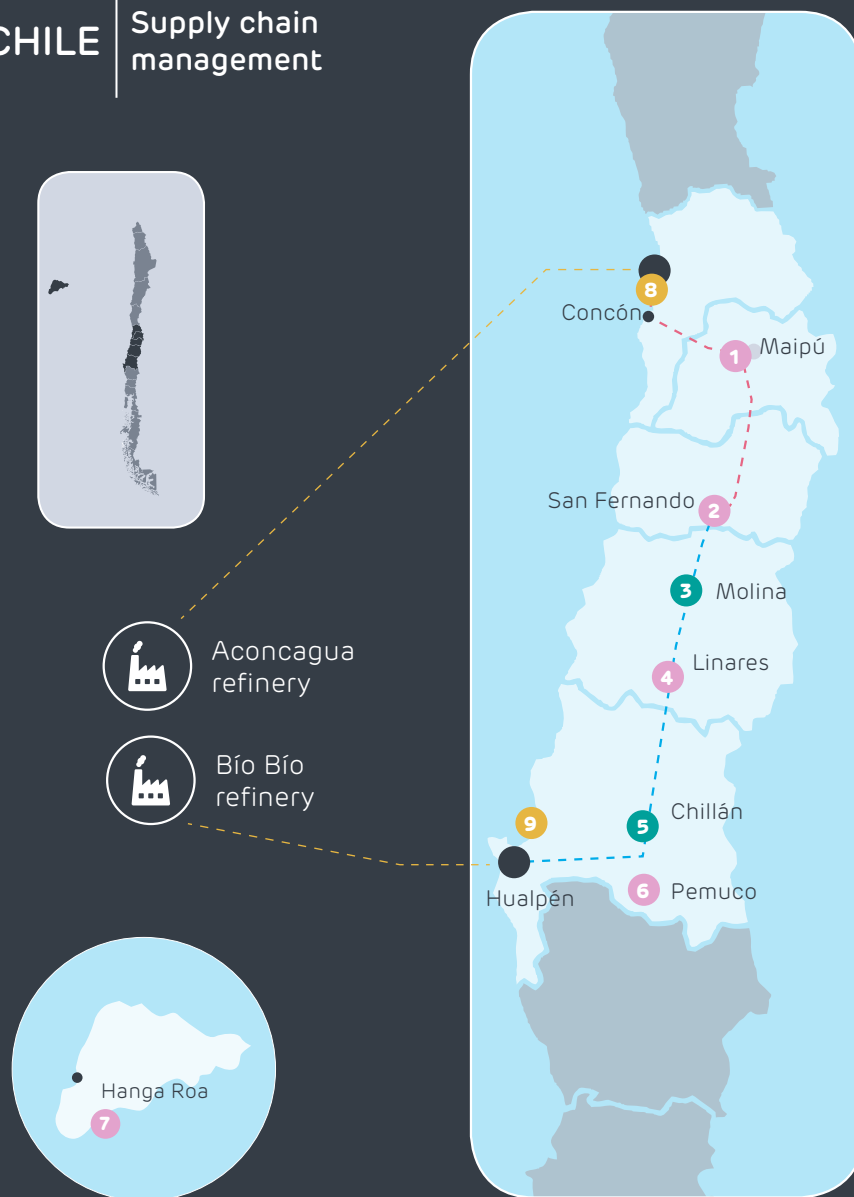 CHILE
Supply chain
management
8
Concón
1
Maipú
San Fernando
2
3
Molina
4
Linares
Aconcagua
refinery
Bío Bío
refinery
9
5
Chillán
Hualpén
6
Pemuco
Hanga Roa
7